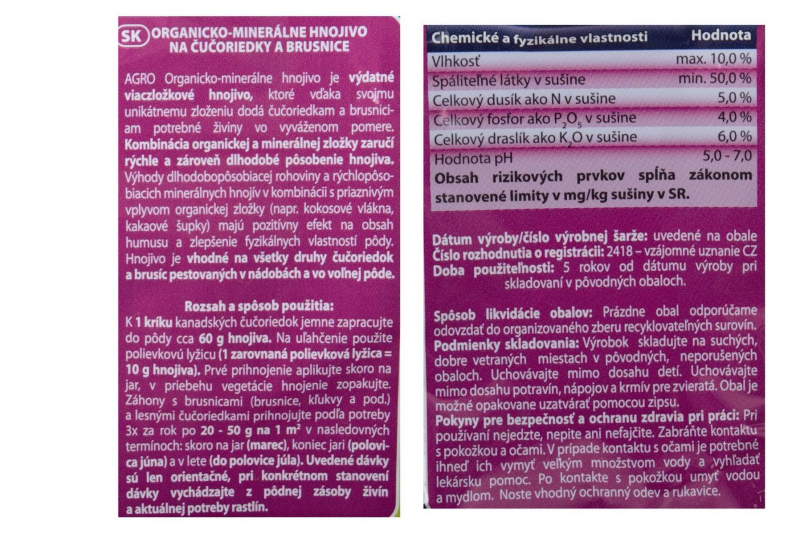 SK ORGANICKO-MINERÁLNE HNOJIVO
NA ČUČORIEDKY A BRUSNICE
AGRO Organicko-minerálne hnojivo je výdatné
viaczložkové hnojivo, ktoré vďaka svojmu
unikátnemu zloženiu dodá čučoriedkam a brusnici-
am potrebné živiny vo vyváženom pomere.
Kombinácia organickej a minerálnej zložky zaručí
rýchle a zároveň dlhodobé pôsobenie hnojiva.
Výhody dlhodobopôsobiacej rohoviny a rýchlopôso-
biacich minerálnych hnojív v kombinácii s priaznivým
vplyvom organickej zložky (napr. kokosové vlákna,
kakaové šupky) majú pozitívny efekt na obsah
humusu a zlepšenie fyzikálnych vlastností pôdy.
Hnojivo je vhodné na všetky druhy čučoriedok
a brusíc pestovaných v nádobách a vo voľnej pôde.
Rozsah a spôsob použitia:
K 1 kríku kanadských čučoriedok jemne zapracujte
do pôdy cca 60 g hnojiva. Na uľahčenie použite
polievkovú lyžicu (1 zarovnaná polievková lyžica =
10 g hnojiva). Prvé prihnojenie aplikujte skoro na
jar, v priebehu vegetácie hnojenie zopakujte.
Záhony s brusnicami (brusnice, kľukvy a pod.)
a lesnými čučoriedkami prihnojujte podľa potreby
3x za rok po 20 - 50 g na 1 m² v nasledovných
termínoch: skoro na jar (marec), koniec jari (polovi-
ca júna) a v lete (do polovice júla). Uvedené dávky
sú len orientačné, pri konkrétnom stanovení
dávky vychádzajte z pôdnej zásoby živín
a aktuálnej potreby rastlín.
Chemické a fyzikálne vlastnosti Hodnota
Vlhkosť max. 10,0 %
Spáliteľné látky v sušine min. 50,0 %
Celkový dusík ako N v sušine 5,0 %
Celkový fosfor ako P₂O₅ v sušine 4,0 %
Celkový draslík ako K₂O v sušine 6,0 %
Hodnota pH 5,0 - 7,0
Obsah rizikových prvkov spĺňa zákonom
stanovené limity v mg/kg sušiny v SR.
Dátum výroby/číslo výrobnej šarže: uvedené na obale
Číslo rozhodnutia o registrácii: 2418 – vzájomné uznanie CZ
Doba použiteľnosti: 5 rokov od dátumu výroby pri
skladovaní v pôvodných obaloch.
Spôsob likvidácie obalov: Prázdne obal odporúčame
odovzdať do organizovaného zberu recyklovateľných surovín.
Podmienky skladovania: Výrobok skladujte na suchých,
dobre vetraných miestach v pôvodných, neporušených
obaloch. Uchovávajte mimo dosahu detí. Uchovávajte
mimo dosahu potravín, nápojov a krmív pre zvieratá. Obal je
možné opakovane uzatvárať pomocou zipsu.
Pokyny pre bezpečnosť a ochranu zdravia pri práci: Pri
používaní nejedzte, nepite ani nefajčite. Zabráňte kontaktu
s pokožkou a očami. V prípade kontaktu s očami je potrebné
ihneď ich vymyť veľkým množstvom vody a vyhľadať
lekársku pomoc. Po kontakte s pokožkou umyť vodou
a mydlom. Noste vhodný ochranný odev a rukavice.